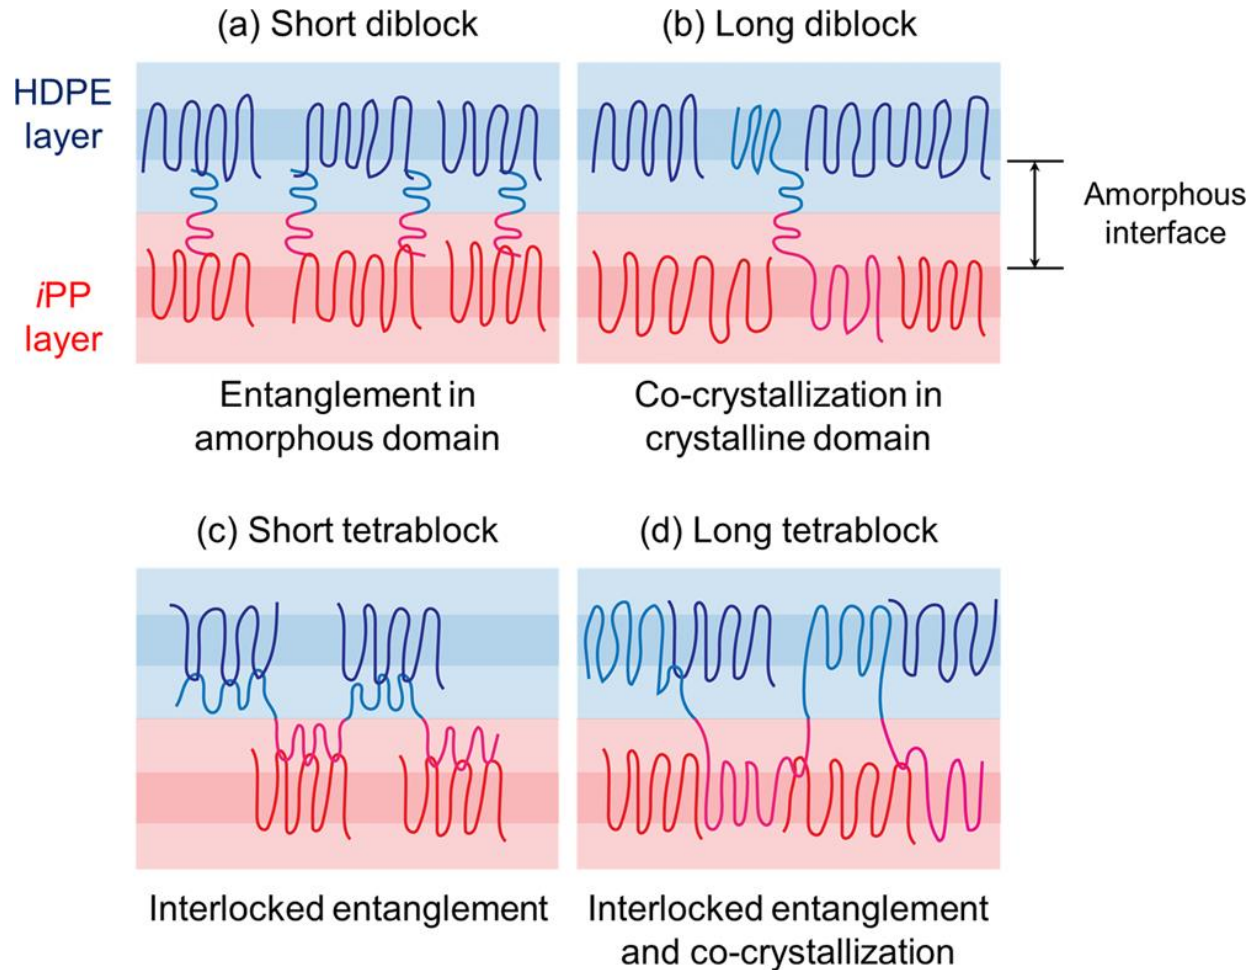 (a) Short diblock
(b) Long diblock
HDPE
layer
Amorphous
interface
iPP
layer
Entanglement in
amorphous domain
Co-crystallization in
crystalline domain
(c) Short tetrablock
(d) Long tetrablock
Interlocked entanglement
Interlocked entanglement
and co-crystallization